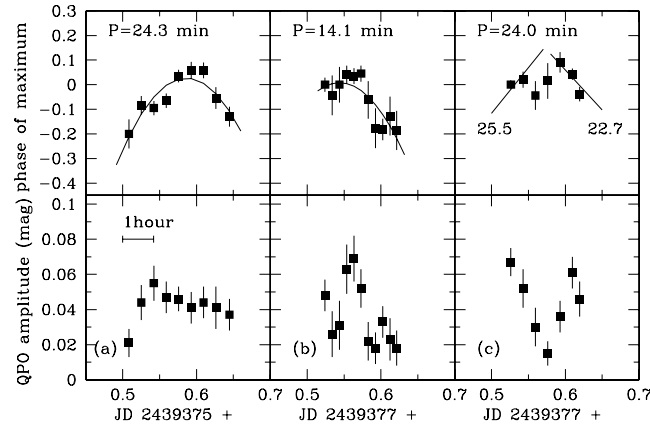 P=24.3 min
P=14.1 min
P=24.0 min
phase of maximum
0.3
0.2
0.1
0
-0.1
-0.2
-0.3
-0.4
25.5
22.7
QPO amplitude (mag)
0.1
0.08
0.06
0.04
0.02
0
1hour
(a)
(b)
(c)
0.5
0.6
0.7
0.5
0.6
0.7
0.5
0.6
0.7
JD 2439375 +
JD 2439377 +
JD 2439377 +